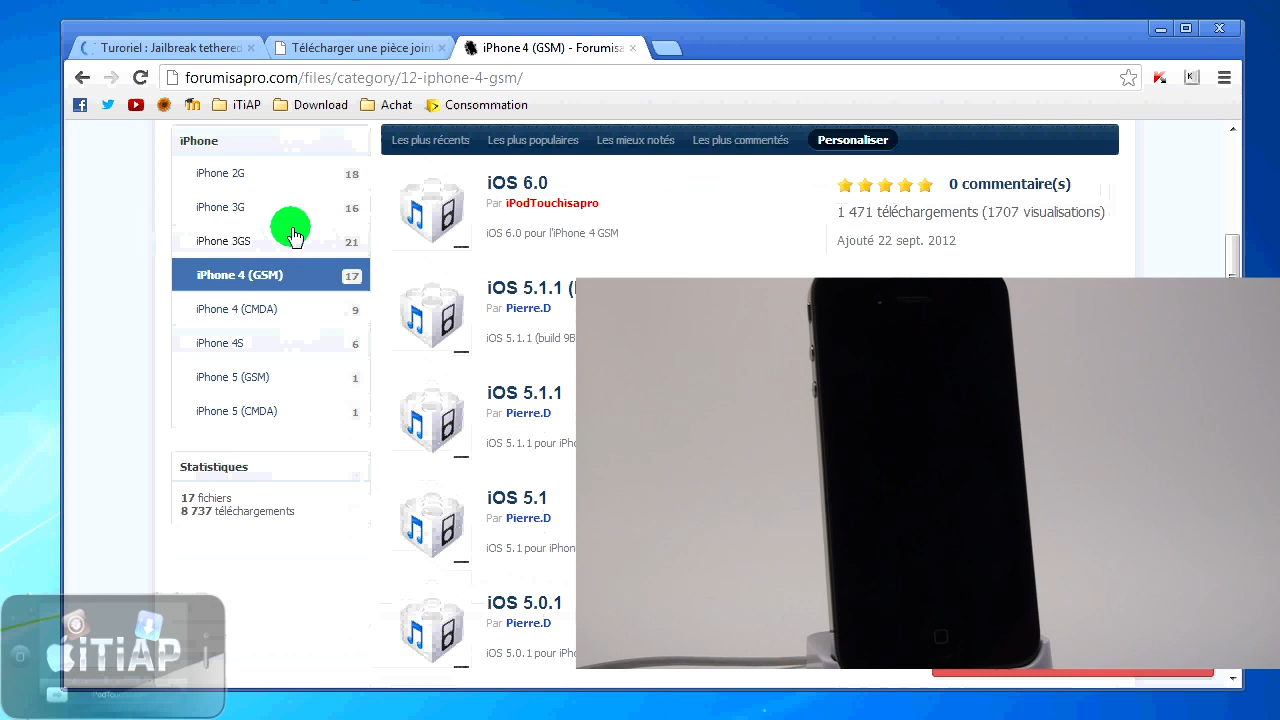 Turoriel : Jailbreak tethered
Télécharger une pièce joint
iPhone 4 (GSM) - Forumisa
forumisapro.com/files/category/12-iphone-4-gsm/
iTiAP
Download
Achat
Consommation
iPhone
iPhone 2G 18
iPhone 3G 16
iPhone 3GS 21
iPhone 4 (GSM) 17
iPhone 4 (CMDA) 9
iPhone 4S 6
iPhone 5 (GSM) 1
iPhone 5 (CMDA) 1
Statistiques
17 fichiers
8 737 téléchargements
Les plus récents Les plus populaires Les mieux notés Les plus commentés Personaliser
iOS 6.0
Par iPodTouchisapro
iOS 6.0 pour l'iPhone 4 GSM
0 commentaire(s)
1 471 téléchargements (1707 visualisations)
Ajouté 22 sept. 2012
iOS 5.1.1 (
Par Pierre.D
iOS 5.1.1 (build 9B
iOS 5.1.1
Par Pierre.D
iOS 5.1.1 pour iPho
iOS 5.1
Par Pierre.D
iOS 5.1 pour iPhon
iOS 5.0.1
Par Pierre.D
iOS 5.0.1 pour iPho
iTiAP
iPodTouchisapro